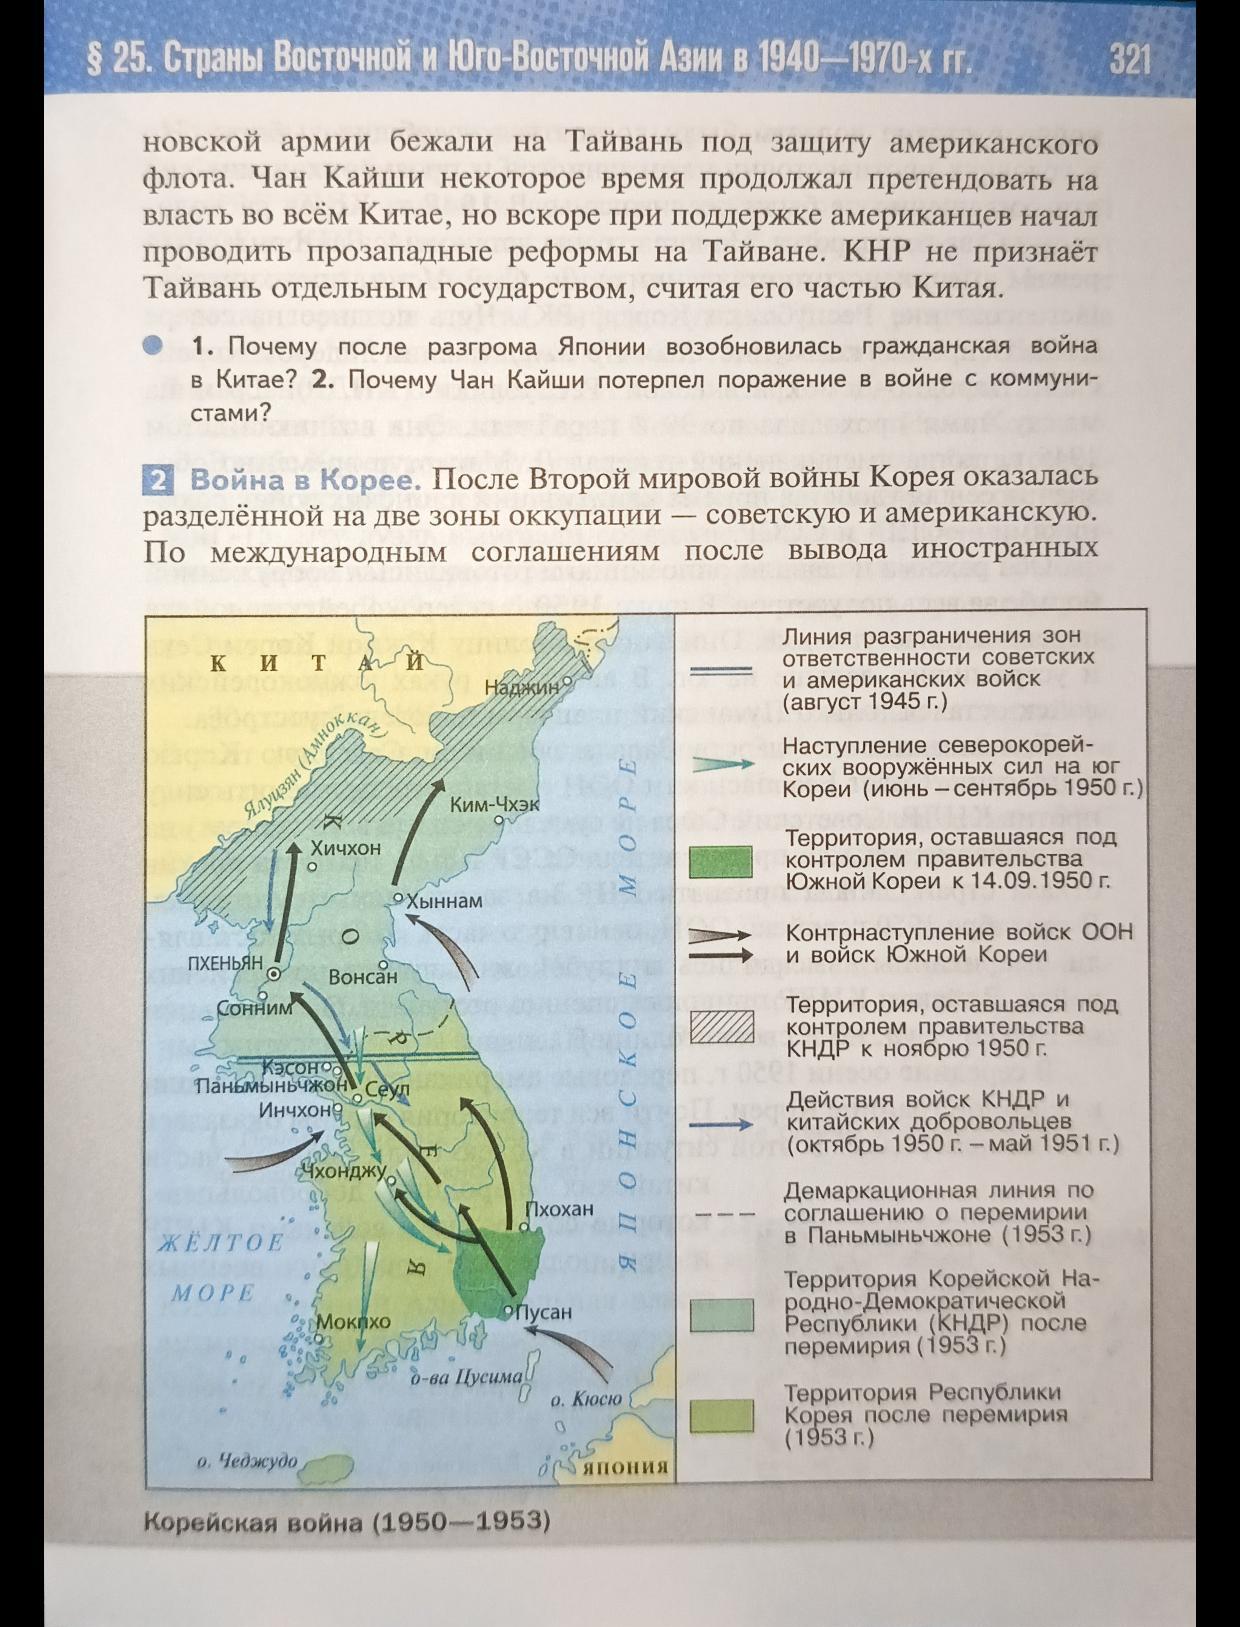 § 25. Страны Восточной и Юго-Восточной Азии в 1940—1970-х гг. 321
новской армии бежали на Тайвань под защиту американского
флота. Чан Кайши некоторое время продолжал претендовать на
власть во всём Китае, но вскоре при поддержке американцев начал
проводить прозападные реформы на Тайване. КНР не признаёт
Тайвань отдельным государством, считая его частью Китая.
1. Почему после разгрома Японии возобновилась гражданская война
в Китае? 2. Почему Чан Кайши потерпел поражение в войне с коммуни-
стами?
2 Война в Корее. После Второй мировой войны Корея оказалась
разделённой на две зоны оккупации — советскую и американскую.
По международным соглашениям после вывода иностранных
КИТАЙ
Наджин
Ялуцзян (Амноккан)
Ким-Чхэк
Хичхон
Хыннам
ПХЕНЬЯН
Вонсан
Сонним
Кэсон
Паньмыньчжон
Сеул
Инчхон
Чхонджу
Пхохан
Пусан
Мокпхо
КОРЕЯ
ЯПОНСКОЕ МОРЕ
ЖЁЛТОЕ
МОРЕ
о-ва Цусима
о. Кюсю
о. Чеджудо
ЯПОНИЯ
Линия разграничения зон
ответственности советских
и американских войск
(август 1945 г.)
Наступление северокорей-
ских вооружённых сил на юг
Кореи (июнь – сентябрь 1950 г.)
Территория, оставшаяся под
контролем правительства
Южной Кореи к 14.09.1950 г.
Контрнаступление войск ООН
и войск Южной Кореи
Территория, оставшаяся под
контролем правительства
КНДР к ноябрю 1950 г.
Действия войск КНДР и
китайских добровольцев
(октябрь 1950 г. – май 1951 г.)
Демаркационная линия по
соглашению о перемирии
в Паньмыньчжоне (1953 г.)
Территория Корейской На-
родно-Демократической
Республики (КНДР) после
перемирия (1953 г.)
Территория Республики
Корея после перемирия
(1953 г.)
Корейская война (1950—1953)